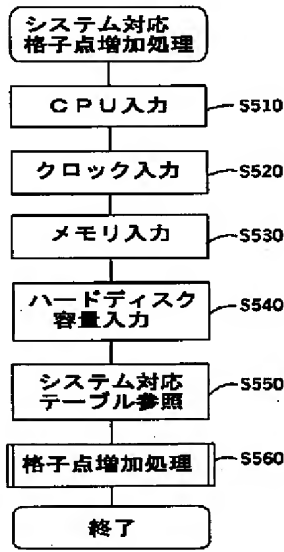 システム対応
格子点増加処理
CPU入力
S510
クロック入力
S520
メモリ入力
S530
ハードディスク
容量入力
S540
システム対応
テーブル参照
S550
格子点増加処理
S560
終了